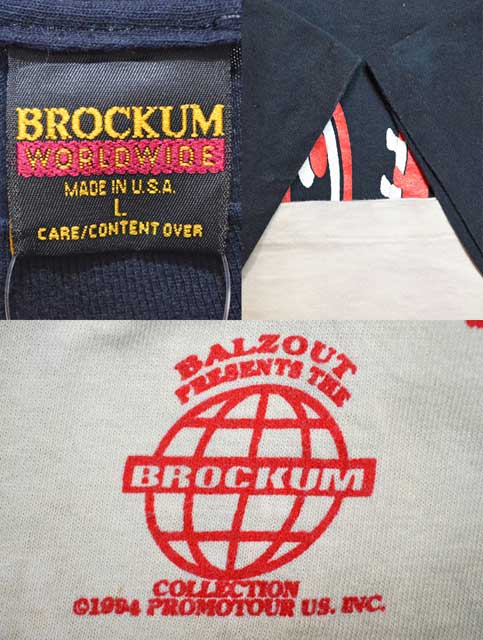 BROCKUM
WORLDWIDE
MADE IN U.S.A.
L
CARE/CONTENT OVER
BALZOUT
PRESENTS THE
BROCKUM
COLLECTION
©1994 PROMOTOUR US. INC.